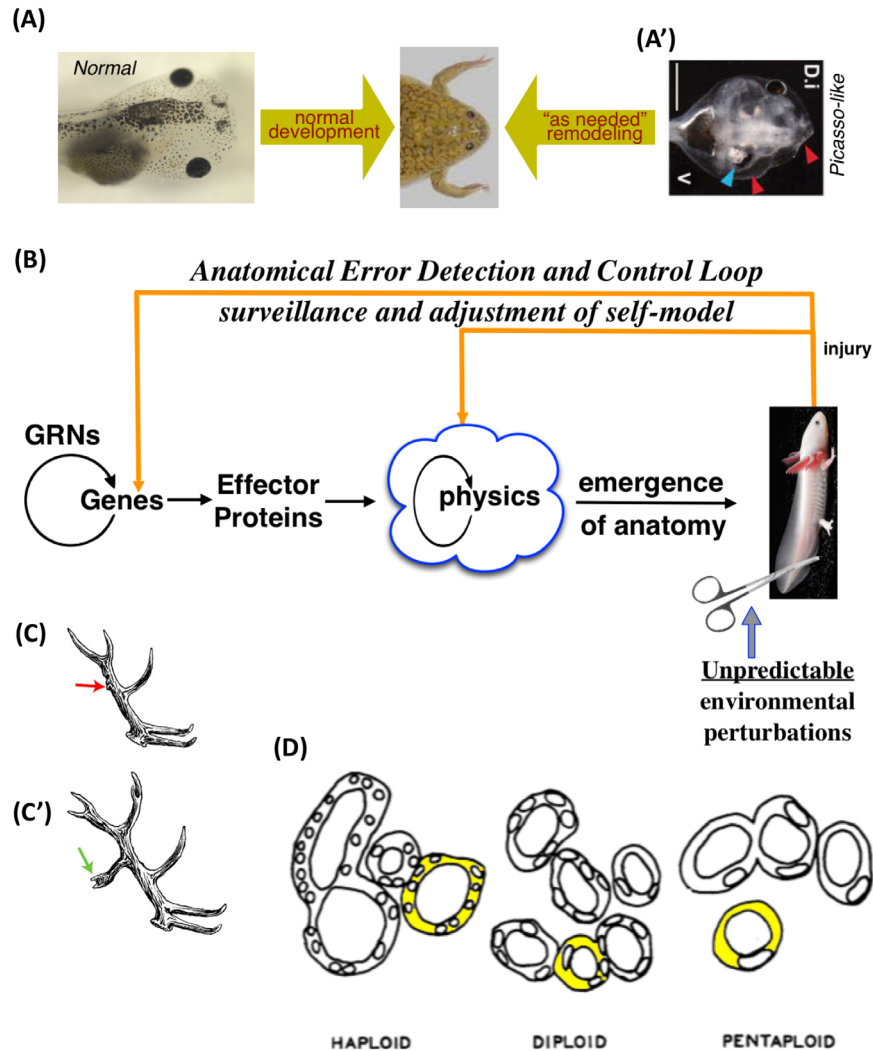 (A)
Normal
normal
development
"as needed"
remodeling
(A')
D.i
V
Picasso-like
(B)
Anatomical Error Detection and Control Loop
surveillance and adjustment of self-model
injury
GRNs
Genes
Effector
Proteins
physics
emergence
of anatomy
Unpredictable
environmental
perturbations
(C)
(C')
(D)
HAPLOID
DIPLOID
PENTAPLOID